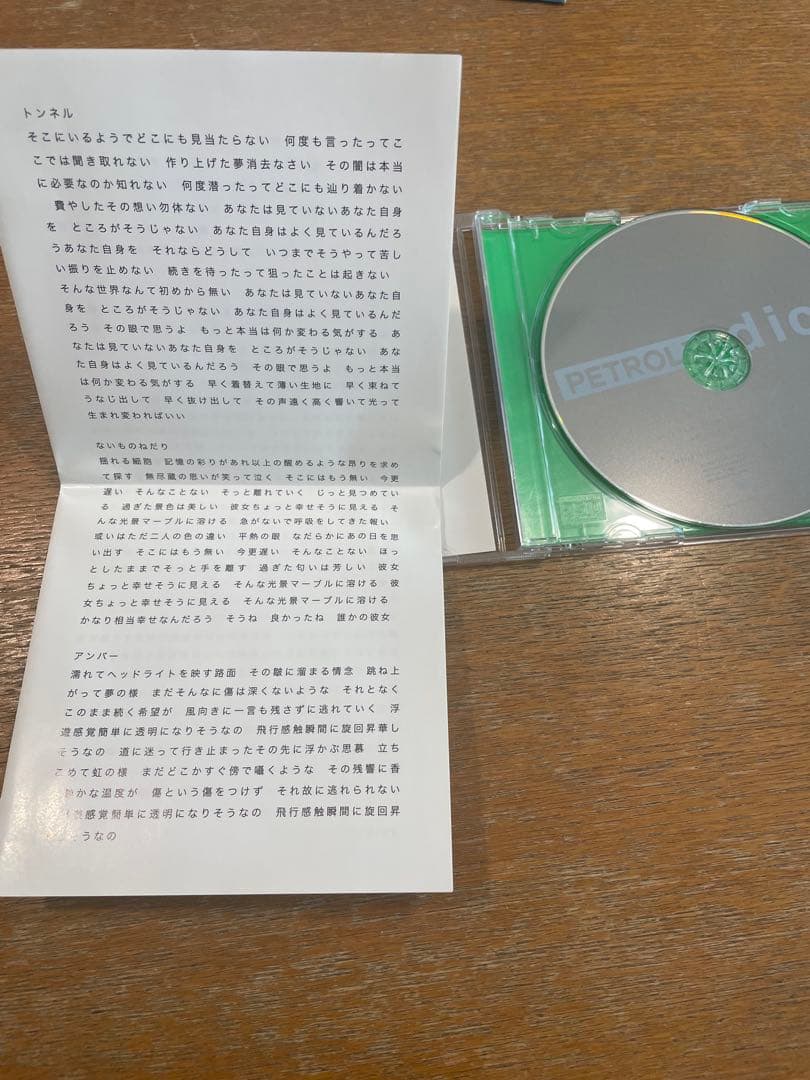 トンネル
そこにいるようでどこにも見当たらない　何度も言ったってこ
こでは聞き取れない　作り上げた夢消去なさい　その闇は本当
に必要なのか知れない　何度潜ったってどこにも辿り着かない
費やしたその想い勿体ない　あなたは見ていないあなた自身
を　ところがそうじゃない　あなた自身はよく見ているんだろ
うあなた自身を　それならどうして　いつまでそうやって苦し
い振りを止めない　続きを待ったって狙ったことは起きない
そんな世界なんて初めから無い　あなたは見ていないあなた自
身を　ところがそうじゃない　あなた自身はよく見ているんだ
ろう　その眼で思うよ　もっと本当は何か変わる気がする　あ
なたは見ていないあなた自身を　ところがそうじゃない　あな
た自身はよく見ているんだろう　その眼で思うよ　もっと本当
は何か変わる気がする　早く着替えて薄い生地に　早く束ねて
うなじ出して　早く抜け出して　その声遠く高く響いて光って
生まれ変わればいい
ないものねだり
揺れる細胞　記憶の彩りがあれ以上の醒めるような昂りを求め
て探す　無尽蔵の思いが笑って泣く　そこにはもう無い　今更
遅い　そんなことない　そっと離れていく　じっと見つめてい
る　過ぎた景色は美しい　彼女ちょっと幸せそうに見える　そ
んな光景マーブルに溶ける　急がないで呼吸をしてきた報い
或いはただ二人の色の違い　平熱の眼　なだらかにあの日を思
い出す　そこにはもう無い　今更遅い　そんなことない　ほっ
としたままでそっと手を離す　過ぎた匂いは芳しい　彼女
ちょっと幸せそうに見える　そんな光景マーブルに溶ける　彼
女ちょっと幸せそうに見える　そんな光景マーブルに溶ける
かなり相当幸せなんだろう　そうね　良かったね　誰かの彼女
アンバー
濡れてヘッドライトを映す路面　その皺に溜まる情念　跳ね上
がって夢の様　まだそんなに傷は深くないような　それとなく
このまま続く希望が　風向きに一言も残さずに逃れていく　浮
遊感覚簡単に透明になりそうなの　飛行感触瞬間に旋回昇華し
そうなの　道に迷って行き止まったその先に浮かぶ思慕　立ち
こめて虹の様　まだどこかすぐ傍で囁くような　その残響に香
かな温度が　傷という傷をつけず　それ故に逃れられない
感覚簡単に透明になりそうなの　飛行感触瞬間に旋回昇
うなの
PETROL
dio